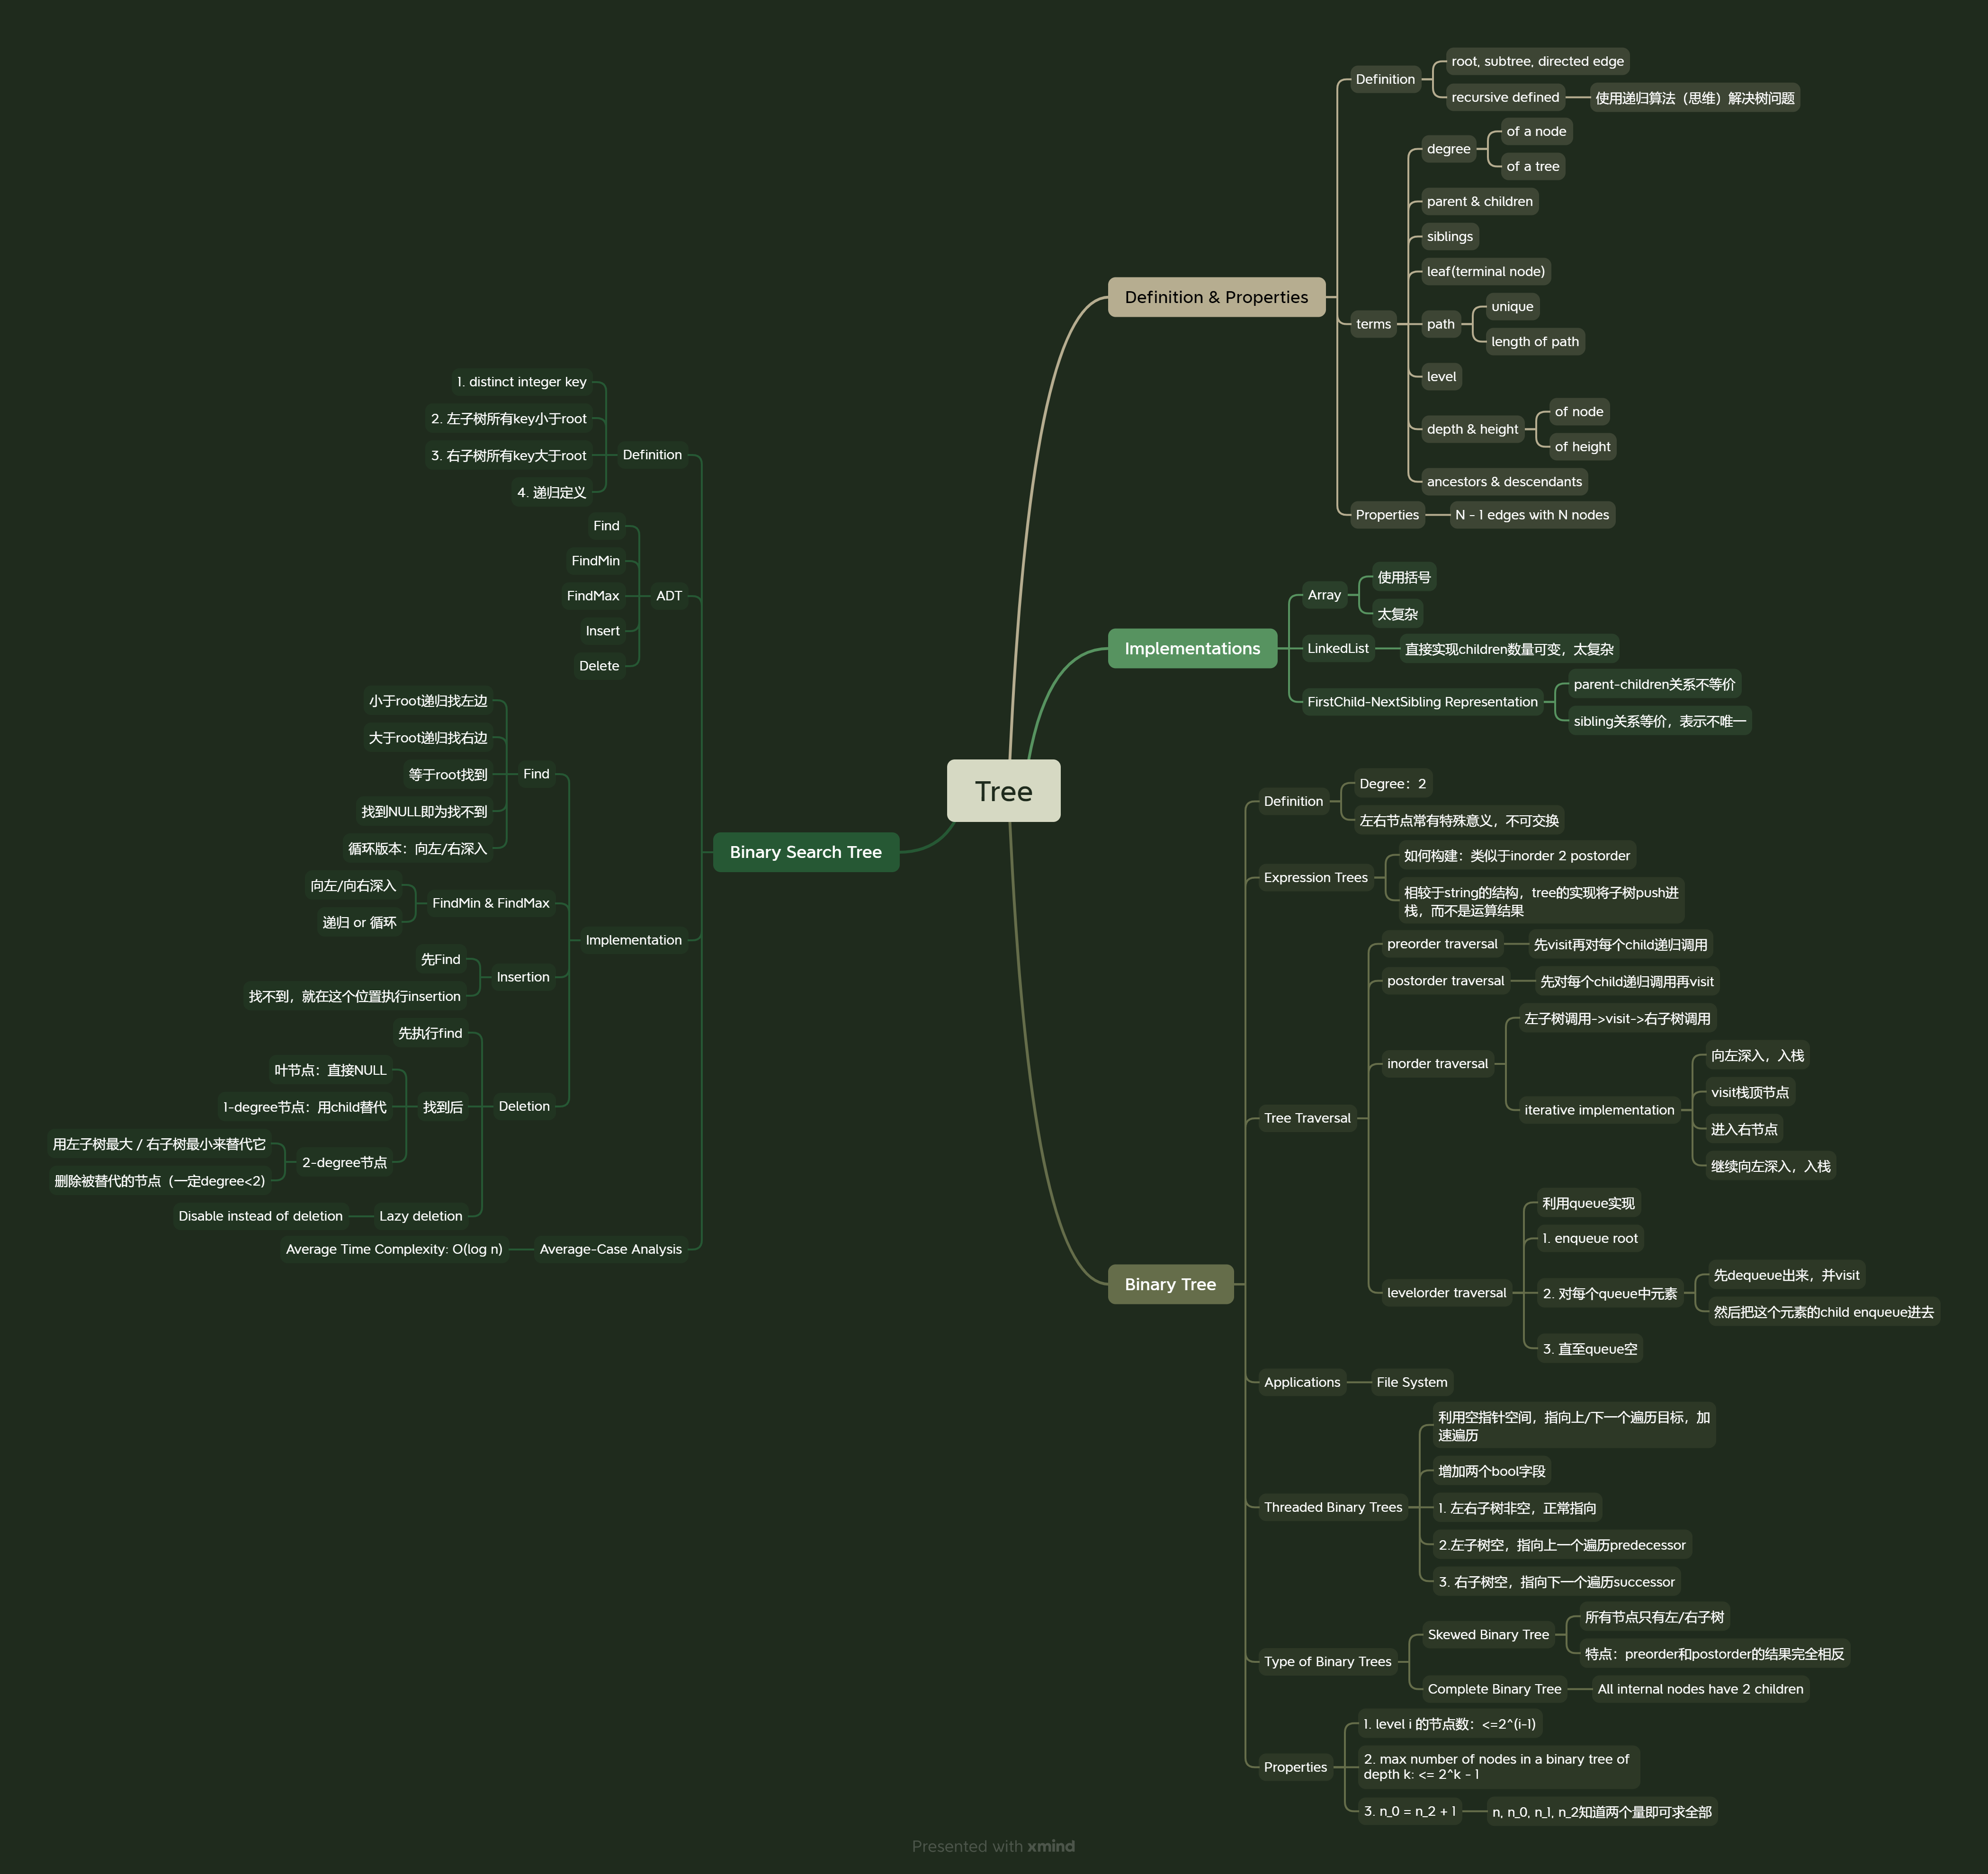 Tree
Definition & Properties
Definition
root, subtree, directed edge
recursive defined
使用递归算法（思维）解决树问题
terms
degree
of a node
of a tree
parent & children
siblings
leaf(terminal node)
path
unique
length of path
level
depth & height
of node
of height
ancestors & descendants
Properties
N - 1 edges with N nodes
Implementations
Array
使用括号
太复杂
LinkedList
直接实现children数量可变，太复杂
FirstChild-NextSibling Representation
parent-children关系不等价
sibling关系等价，表示不唯一
Binary Tree
Definition
Degree：2
左右节点常有特殊意义，不可交换
Expression Trees
如何构建：类似于inorder 2 postorder
相较于string的结构，tree的实现将子树push进
栈，而不是运算结果
Tree Traversal
preorder traversal
先visit再对每个child递归调用
postorder traversal
先对每个child递归调用再visit
inorder traversal
左子树调用->visit->右子树调用
iterative implementation
向左深入，入栈
visit栈顶节点
进入右节点
继续向左深入，入栈
levelorder traversal
利用queue实现
1. enqueue root
2. 对每个queue中元素
先dequeue出来，并visit
然后把这个元素的child enqueue进去
3. 直至queue空
Applications
File System
Threaded Binary Trees
利用空指针空间，指向上/下一个遍历目标，加
速遍历
增加两个bool字段
1. 左右子树非空，正常指向
2.左子树空，指向上一个遍历predecessor
3. 右子树空，指向下一个遍历successor
Type of Binary Trees
Skewed Binary Tree
所有节点只有左/右子树
特点：preorder和postorder的结果完全相反
Complete Binary Tree
All internal nodes have 2 children
Properties
1. level i 的节点数：<=2^(i-1)
2. max number of nodes in a binary tree of
depth k: <= 2^k - 1
3. n_0 = n_2 + 1
n, n_0, n_1, n_2知道两个量即可求全部
Binary Search Tree
Definition
1. distinct integer key
2. 左子树所有key小于root
3. 右子树所有key大于root
4. 递归定义
ADT
Find
FindMin
FindMax
Insert
Delete
Implementation
Find
小于root递归找左边
大于root递归找右边
等于root找到
找到NULL即为找不到
循环版本：向左/右深入
FindMin & FindMax
向左/向右深入
递归 or 循环
Insertion
先Find
找不到，就在这个位置执行insertion
Deletion
先执行find
找到后
叶节点：直接NULL
1-degree节点：用child替代
2-degree节点
用左子树最大 / 右子树最小来替代它
删除被替代的节点（一定degree<2)
Lazy deletion
Disable instead of deletion
Average-Case Analysis
Average Time Complexity: O(log n)
Presented with xmind